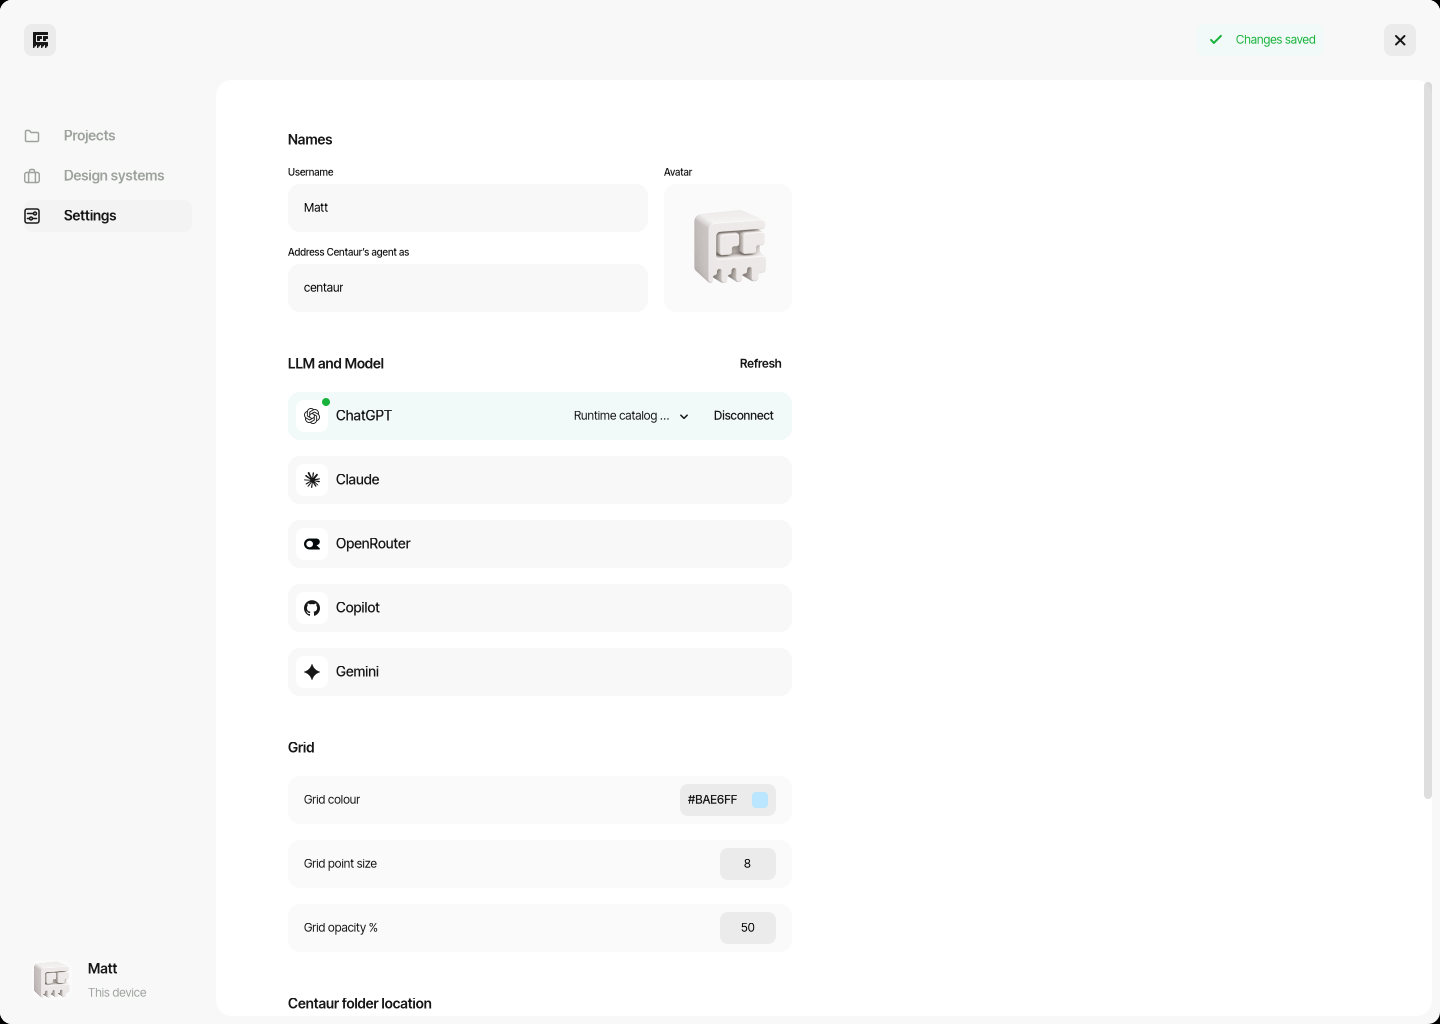 Changes saved
Projects
Design systems
Settings
Names
Username
Avatar
Matt
Address Centaur's agent as
centaur
LLM and Model
Refresh
ChatGPT
Runtime catalog ...
Disconnect
Claude
OpenRouter
Copilot
Gemini
Grid
Grid colour
#BAE6FF
Grid point size
8
Grid opacity %
50
Centaur folder location
Matt
This device